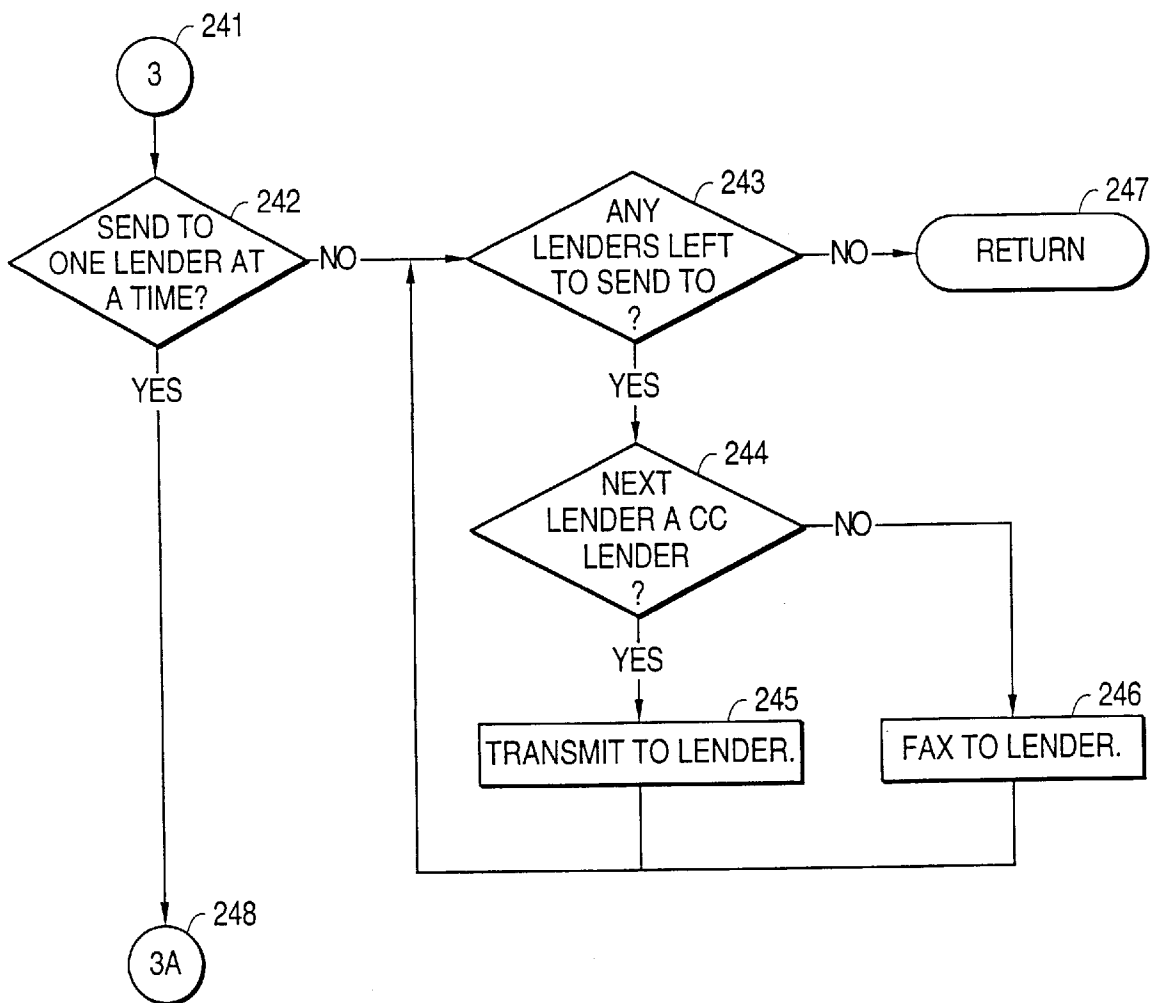 241
3
242
SEND TO
ONE LENDER AT
A TIME?
NO
YES
243
ANY
LENDERS LEFT
TO SEND TO
?
NO
247
RETURN
YES
244
NEXT
LENDER A CC
LENDER
?
NO
YES
245
TRANSMIT TO LENDER.
246
FAX TO LENDER.
248
3A